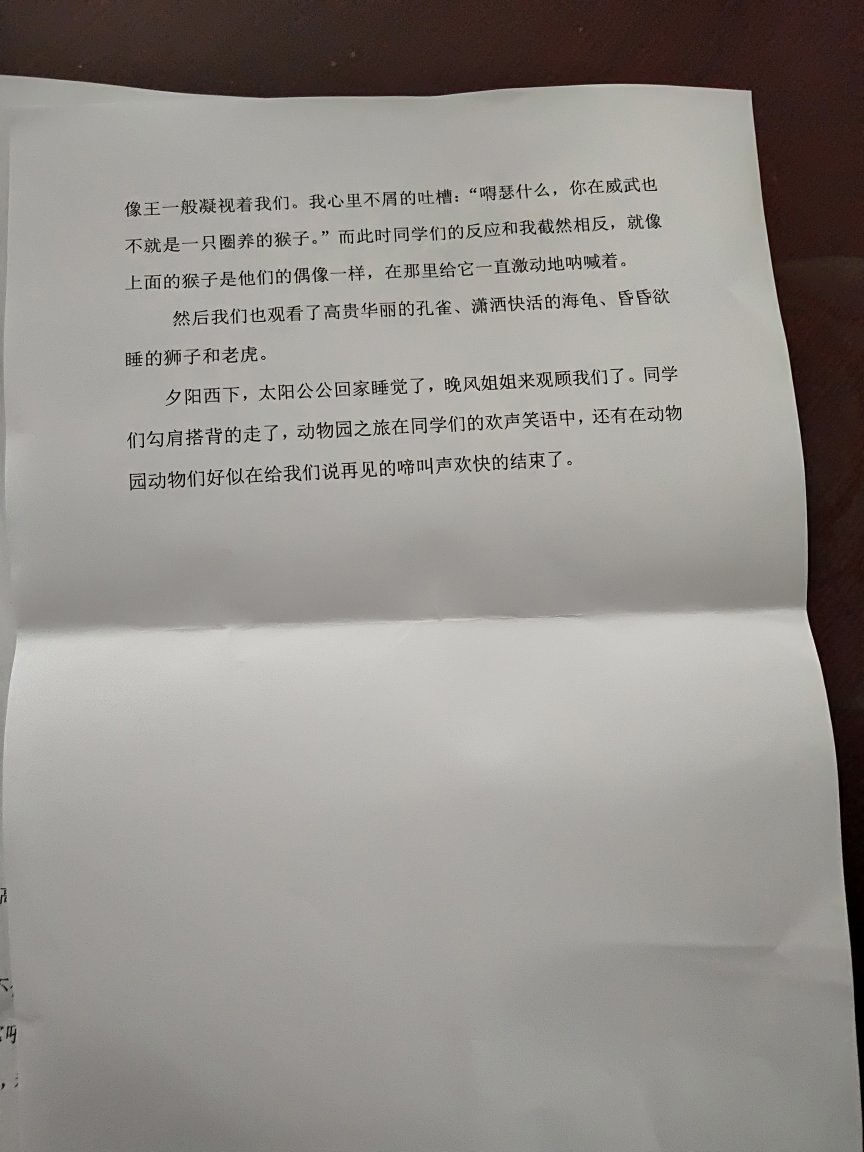 像王一般凝视着我们。我心里不屑的吐槽：“嘚瑟什么，你在威武也
不就是一只圈养的猴子。”而此时同学们的反应和我截然相反，就像
上面的猴子是他们的偶像一样，在那里给它一直激动地呐喊着。
然后我们也观看了高贵华丽的孔雀、潇洒快活的海龟、昏昏欲
睡的狮子和老虎。
夕阳西下，太阳公公回家睡觉了，晚风姐姐来观顾我们了。同学
们勾肩搭背的走了，动物园之旅在同学们的欢声笑语中，还有在动物
园动物们好似在给我们说再见的啼叫声欢快的结束了。